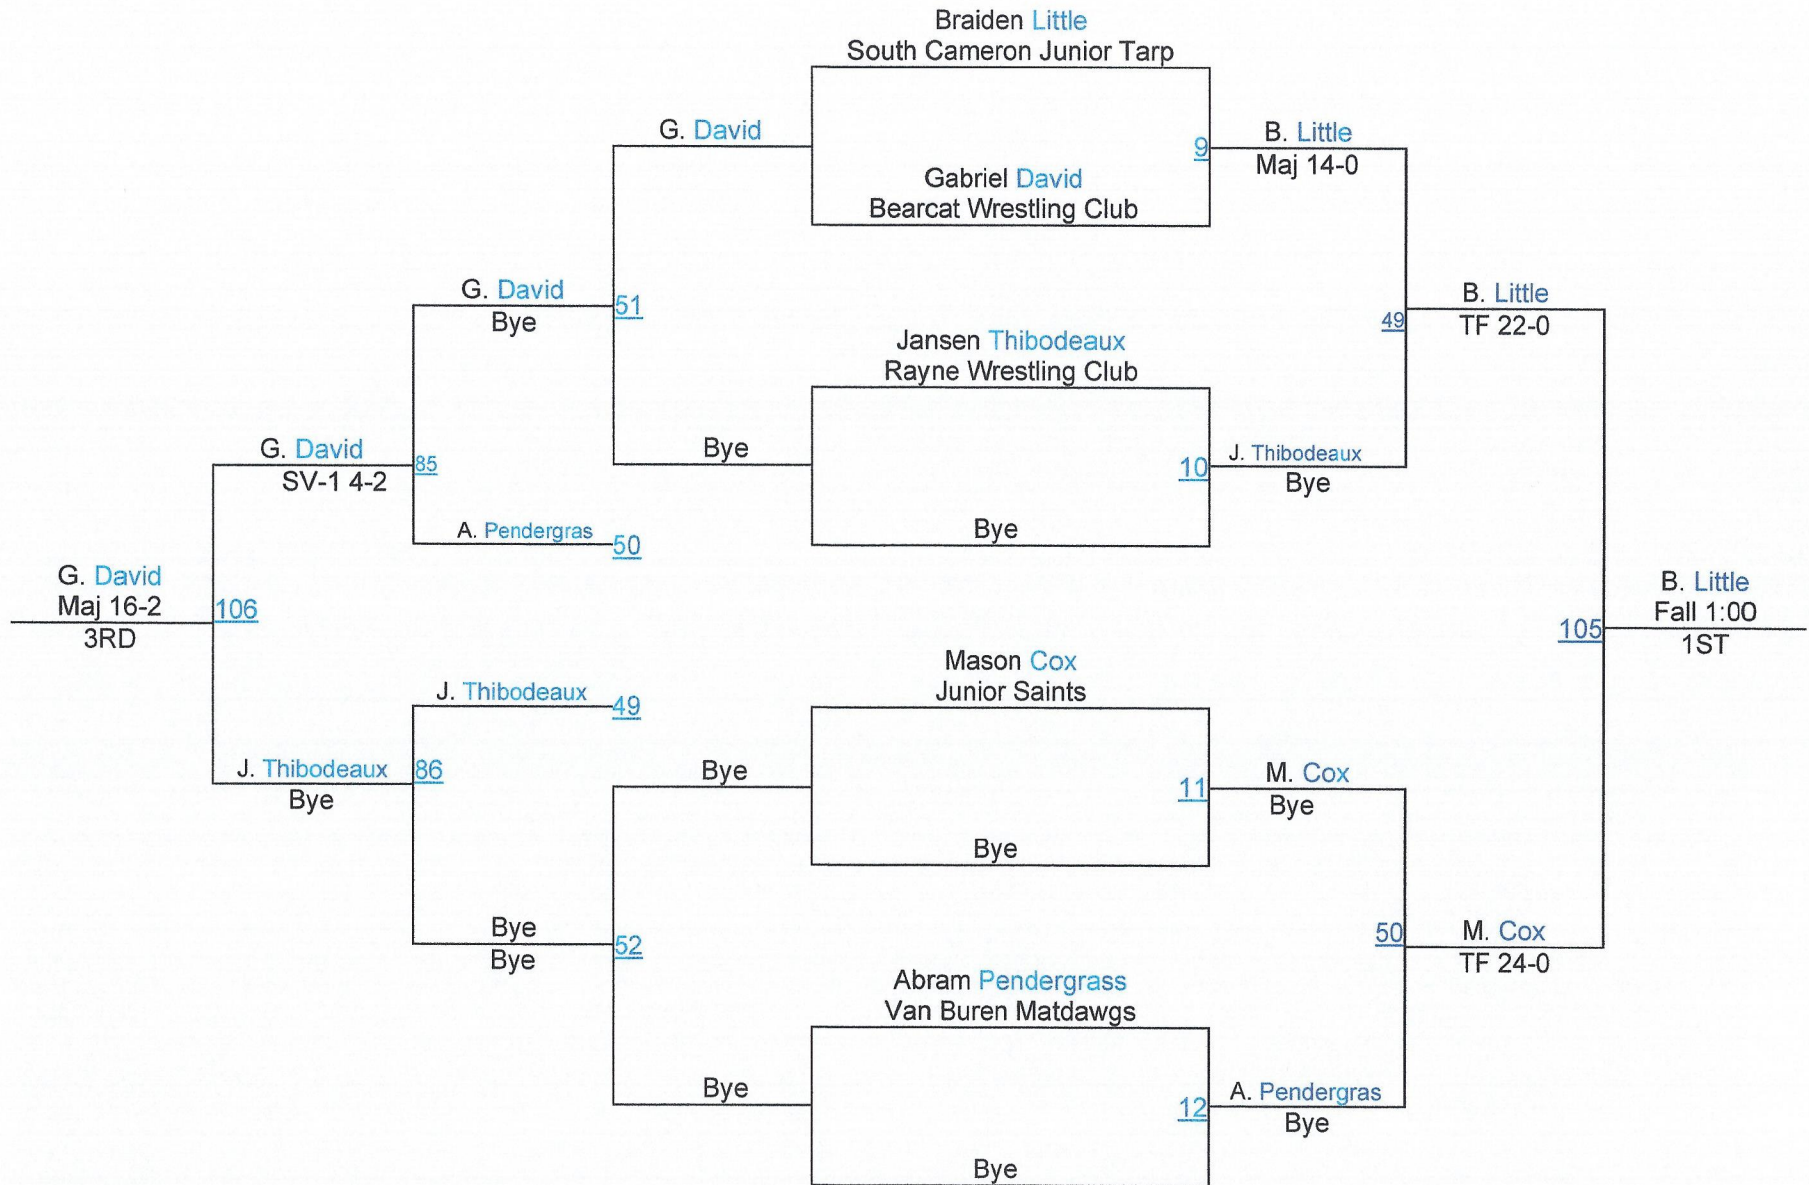 Braiden Little
South Cameron Junior Tarp
9
Gabriel David
Bearcat Wrestling Club
B. Little
Maj 14-0
Jansen Thibodeaux
Rayne Wrestling Club
10
Bye
J. Thibodeaux
Bye
49
B. Little
TF 22-0
Mason Cox
Junior Saints
11
Bye
M. Cox
Bye
Abram Pendergrass
Van Buren Matdawgs
12
Bye
A. Pendergras
Bye
50
M. Cox
TF 24-0
105
B. Little
Fall 1:00
1ST
G. David
51
Bye
G. David
Bye
A. Pendergras
50
85
G. David
SV-1 4-2
J. Thibodeaux
49
Bye
52
Bye
Bye
Bye
86
J. Thibodeaux
Bye
106
G. David
Maj 16-2
3RD